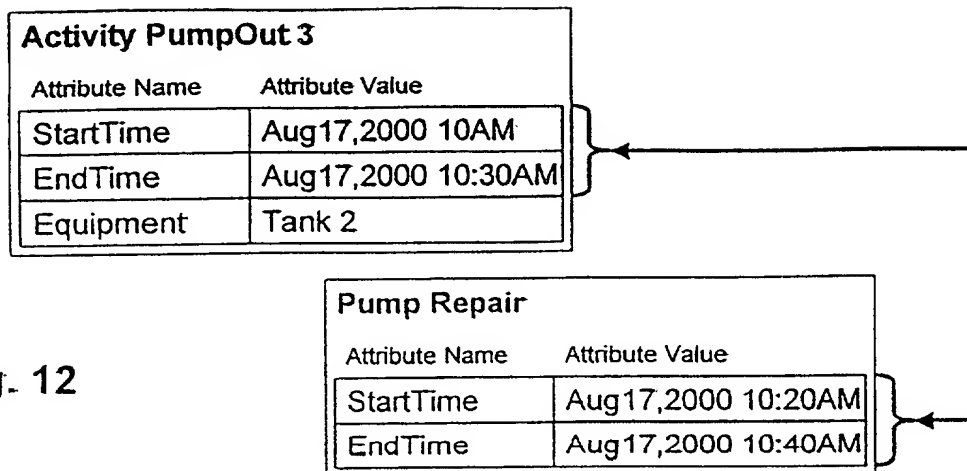 Activity PumpOut 3
Attribute Name Attribute Value
StartTime Aug17,2000 10AM
EndTime Aug17,2000 10:30AM
Equipment Tank 2
Pump Repair
Attribute Name Attribute Value
StartTime Aug17,2000 10:20AM
EndTime Aug17,2000 10:40AM
12